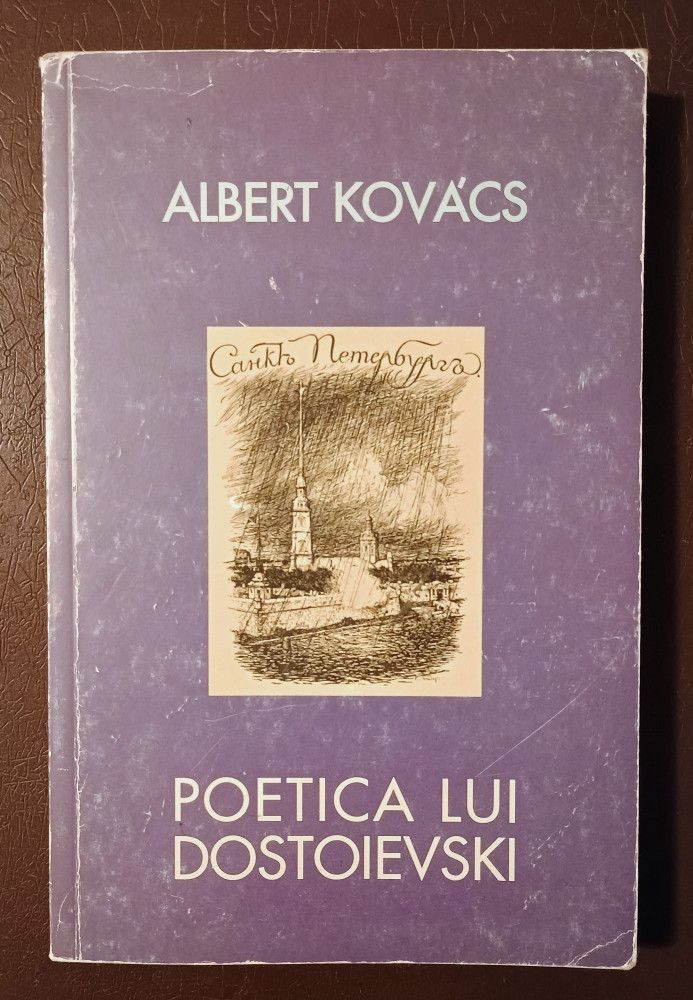 ALBERT KOVÁCS
Санктъ Петербургъ.
POETICA LUI
DOSTOIEVSKI